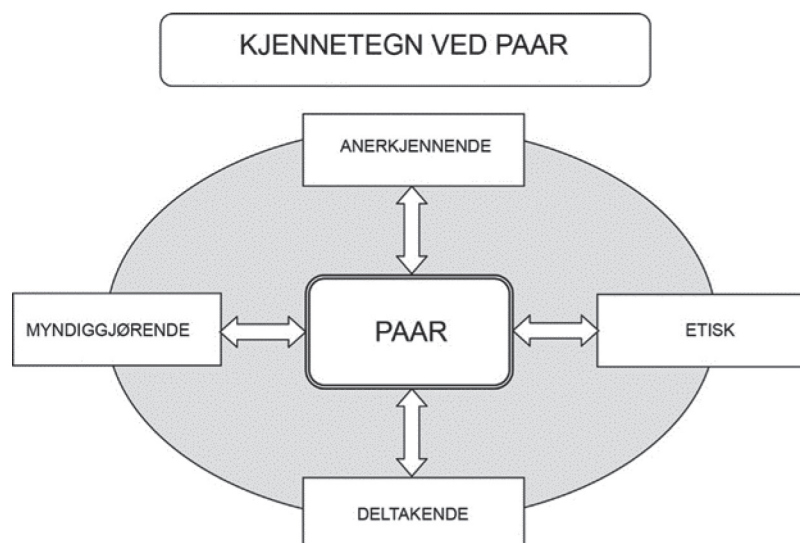 KJENNETEGN VED PAAR
ANERKJENNENDE
MYNDIGGJØRENDE
PAAR
ETISK
DELTAKENDE